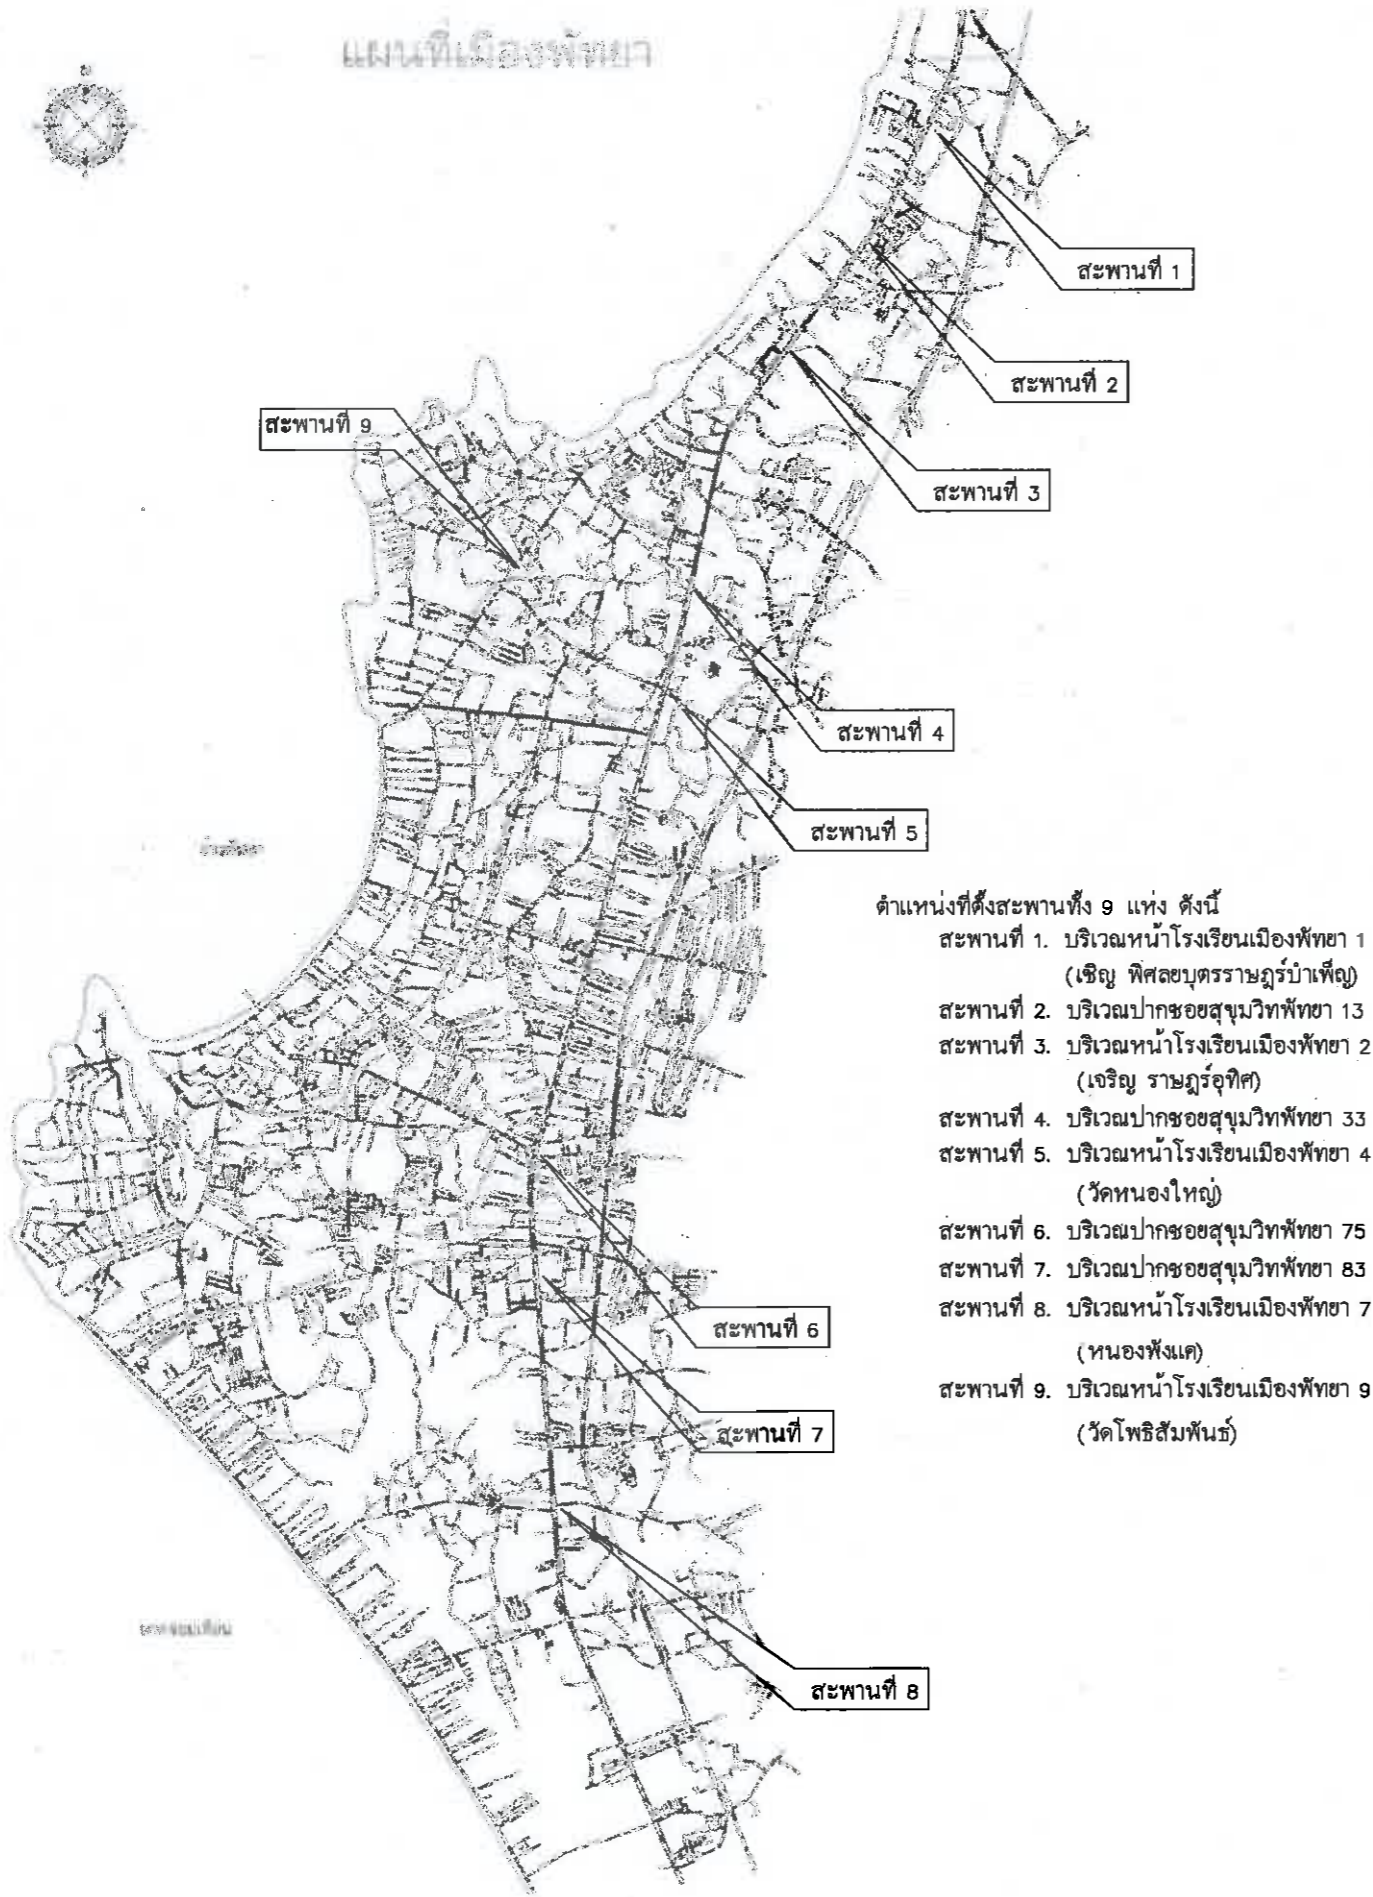 แผนที่เมืองพัทยา
สะพานที่ 1
สะพานที่ 2
สะพานที่ 9
สะพานที่ 3
สะพานที่ 4
สะพานที่ 5
ตำแหน่งที่ตั้งสะพานทั้ง 9 แห่ง ดังนี้
สะพานที่ 1. บริเวณหน้าโรงเรียนเมืองพัทยา 1
(เชิญ พิศลยบุตรราษฎร์บำเพ็ญ)
สะพานที่ 2. บริเวณปากซอยสุขุมวิทพัทยา 13
สะพานที่ 3. บริเวณหน้าโรงเรียนเมืองพัทยา 2
(เจริญ ราษฎร์อุทิศ)
สะพานที่ 4. บริเวณปากซอยสุขุมวิทพัทยา 33
สะพานที่ 5. บริเวณหน้าโรงเรียนเมืองพัทยา 4
(วัดหนองใหญ่)
สะพานที่ 6. บริเวณปากซอยสุขุมวิทพัทยา 75
สะพานที่ 7. บริเวณปากซอยสุขุมวิทพัทยา 83
สะพานที่ 8. บริเวณหน้าโรงเรียนเมืองพัทยา 7
(หนองพังแค)
สะพานที่ 9. บริเวณหน้าโรงเรียนเมืองพัทยา 9
(วัดโพธิสัมพันธ์)
สะพานที่ 6
สะพานที่ 7
สะพานที่ 8